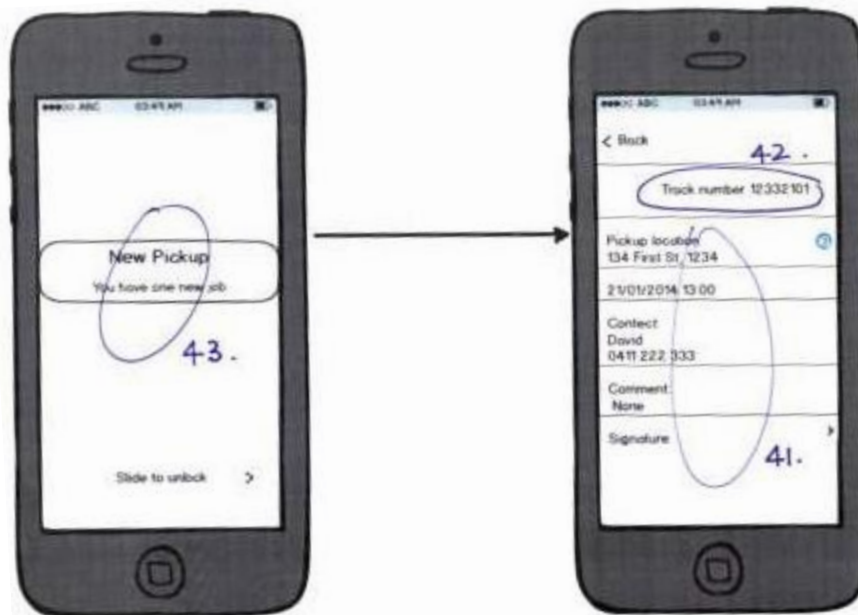 ABC 03:49 AM
New Pickup
You have one new job
43.
Slide to unlock >
ABC 03:49 AM
< Back
42.
Track number 12332101
Pickup location
134 First St, 1234
21/01/2014 13:00
Contact
David
0411 222 333
Comment
None
Signature >
41.